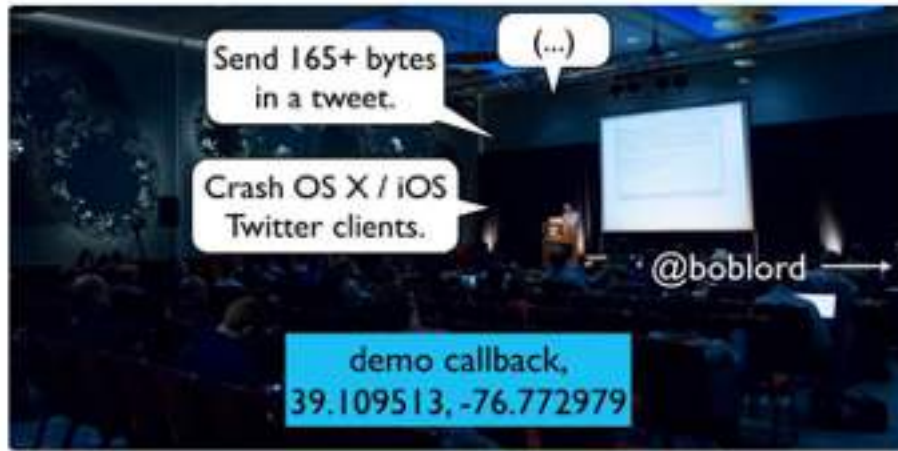 (...)
Send 165+ bytes
in a tweet.
Crash OS X / iOS
Twitter clients.
@boblord
demo callback,
39.109513, -76.772979